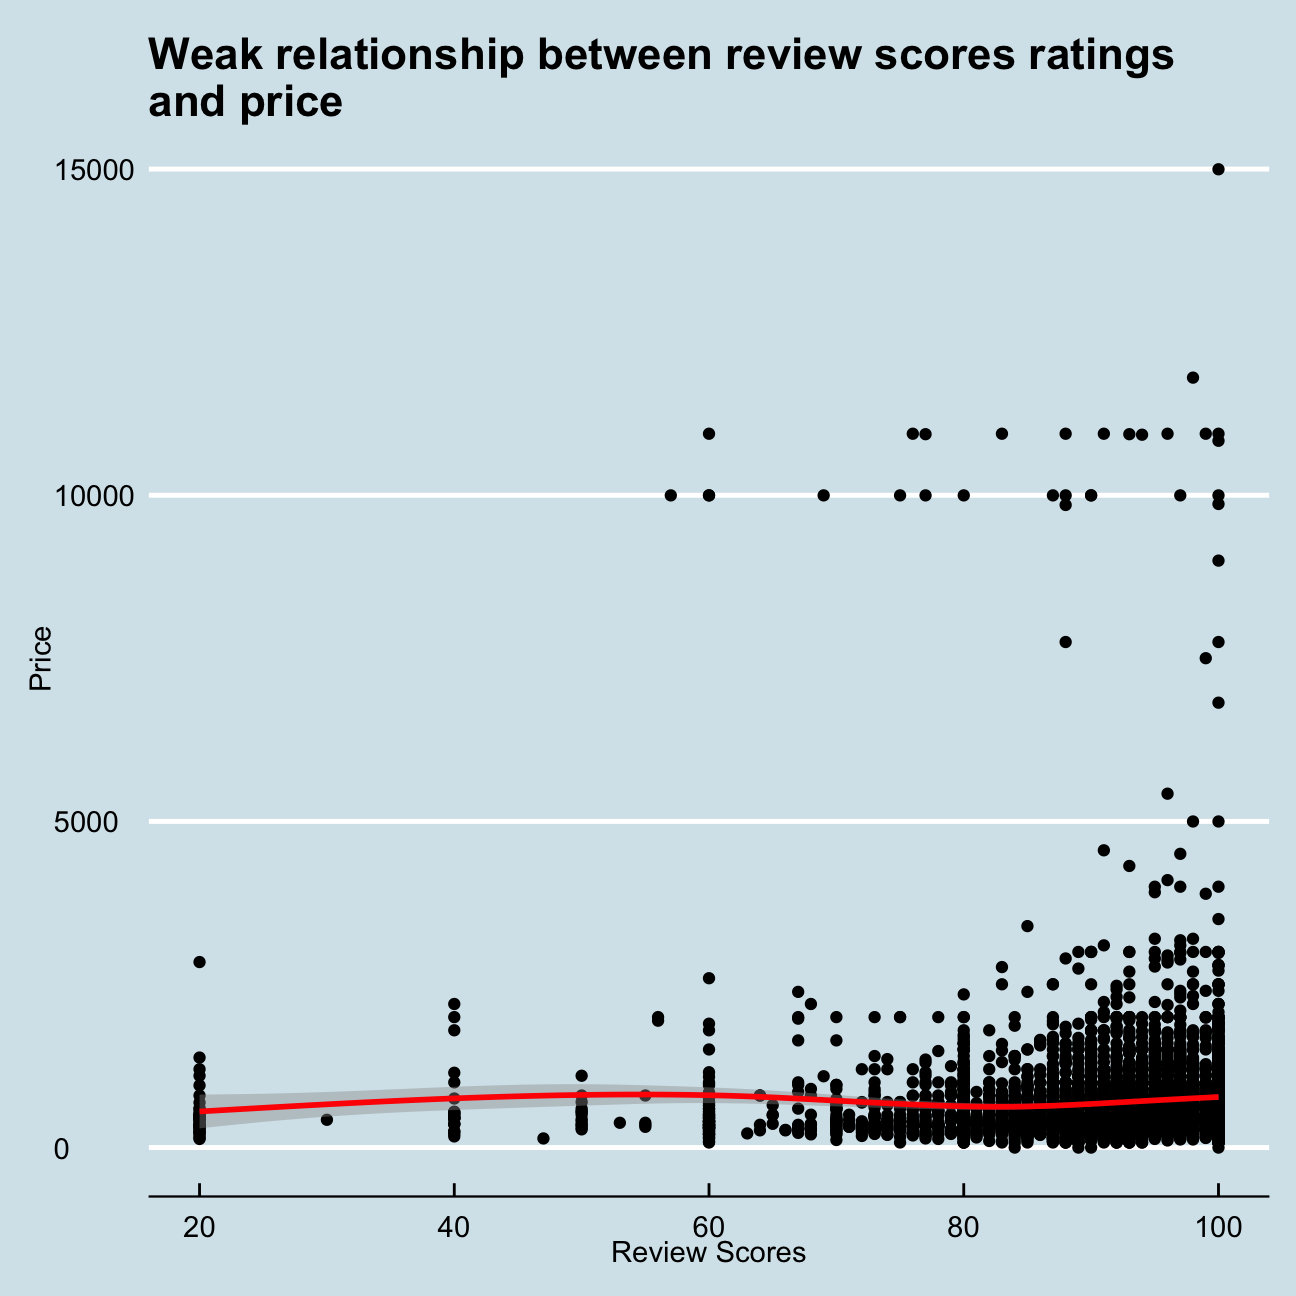 Weak relationship between review scores ratings
and price
15000
10000
5000
0
Price
20 40 60 80 100
Review Scores